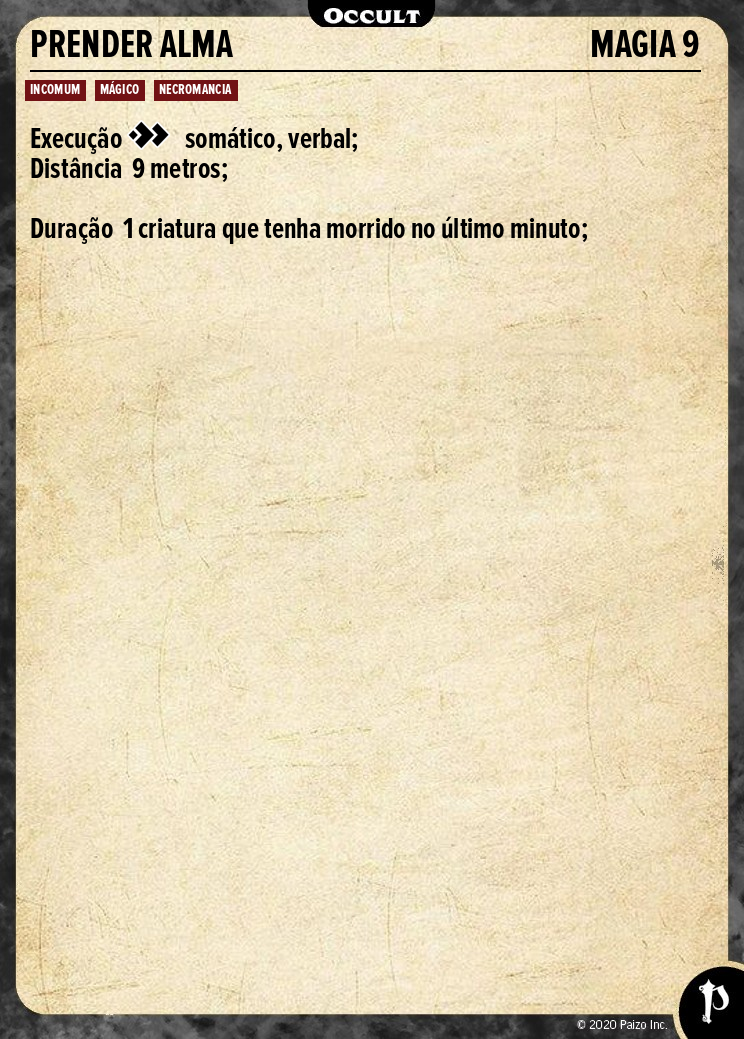 OCCULT
PRENDER ALMA MAGIA 9
INCOMUM MÁGICO NECROMANCIA
Execução somático, verbal;
Distância 9 metros;
Duração 1 criatura que tenha morrido no último minuto;
© 2020 Paizo Inc.
P